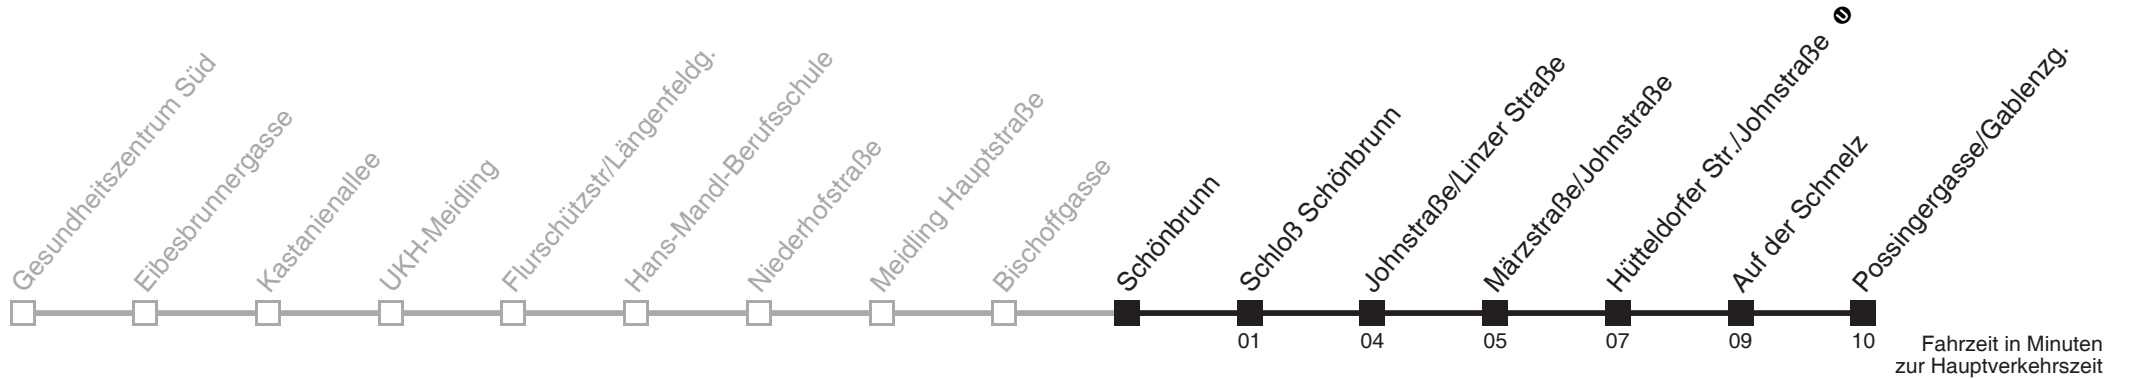 Gesundheitszentrum Süd
Eibesbrunnergasse
Kastanienallee
UKH-Meidling
Flurschützstr/Längenfeldg.
Hans-Mandl-Berufsschule
Niederhofstraße
Meidling Hauptstraße
Bischoffgasse
Schönbrunn
Schloß Schönbrunn
Johnstraße/Linzer Straße
Märzstraße/Johnstraße
Hütteldorfer Str./Johnstraße U
Auf der Schmelz
Possingergasse/Gablenzg.
01 04 05 07 09 10
Fahrzeit in Minuten
zur Hauptverkehrszeit